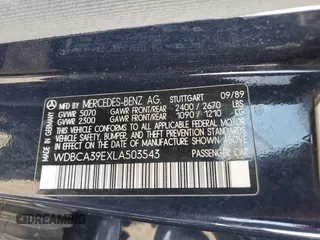 MADE IN GERMANY
MFD. BY MERCEDES-BENZ AG. STUTTGART 09/89
GVWR 5070 GAWR FRONT/REAR 2400/2670 LBS
GVWR 2300 GAWR FRONT/REAR 1090/1210 KG
THIS VEHICLE CONFORMS TO ALL APPLICABLE
FEDERAL MOTOR VEHICLE SAFETY, BUMPER AND
THEFT PREVENTION STANDARDS IN EFFECT ON THE
DATE OF MANUFACTURE SHOWN ABOVE.
WDBCA39EXLA503543 PASSENGER CAR
DREAMBID